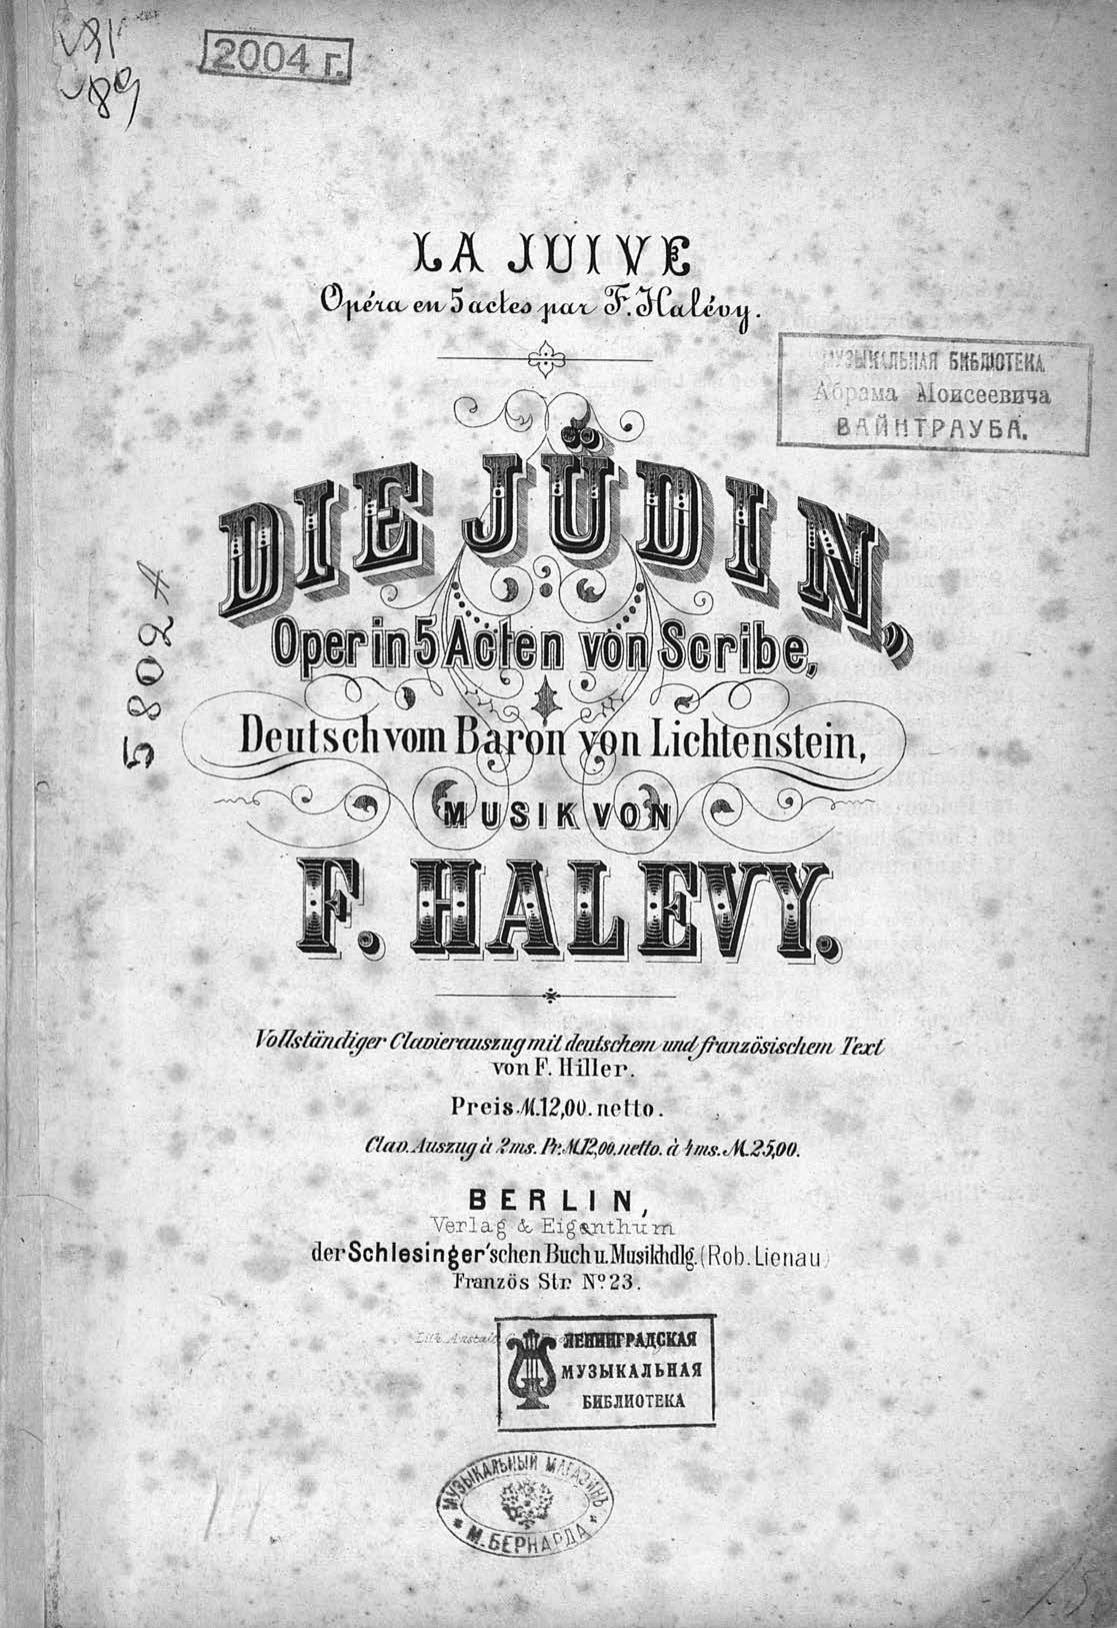 2004 г.
LA JUIVE
Opéra en 5 actes par F. Halévy.
МУЗЫКАЛЬНАЯ БИБЛІОТЕКА
Абрама Моисеевича
ВАЙНТРАУБА.
DIE JÜDIN,
Oper in 5 Acten von Scribe,
5802 A
Deutsch vom Baron von Lichtenstein,
MUSIK VON
F. HALEVY.
Vollständiger Clavierauszug mit deutschem und französischem Text
von F. Hiller.
Preis M.12,00. netto.
Clav. Auszug à 2ms. Pr. M.12,00. netto. à 4ms. M.25,00.
BERLIN,
Verlag & Eigenthum
der Schlesinger'schen Buch u. Musikhdlg. (Rob. Lienau)
Französ Str. Nº 23.
Lith. Anstalt
ЛЕНИНГРАДСКАЯ
МУЗЫКАЛЬНАЯ
БИБЛИОТЕКА
МУЗЫКАЛЬНЫЙ МАГАЗИНЪ
М. БЕРНАРДА